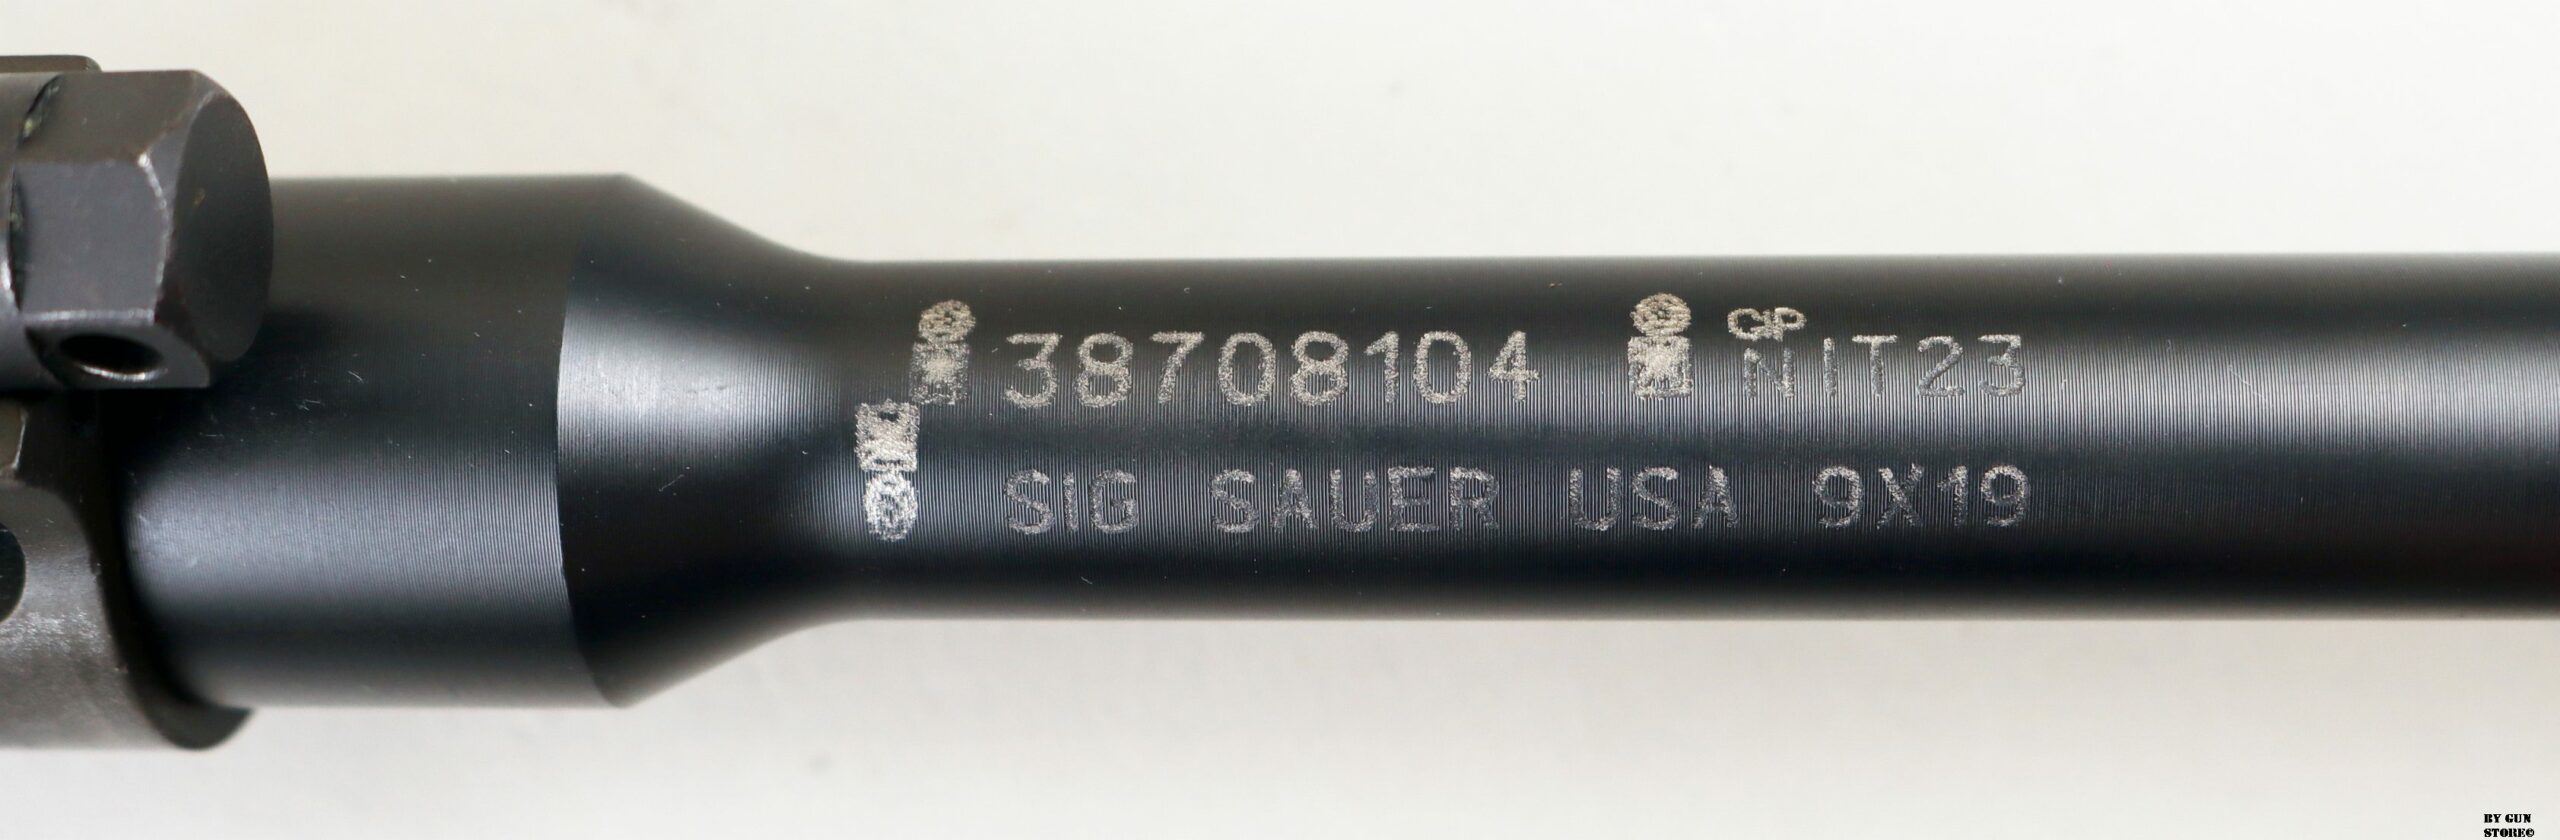 38708104 CIP
NIT23
SIG SAUER USA 9X19
BY GUN
STORE©